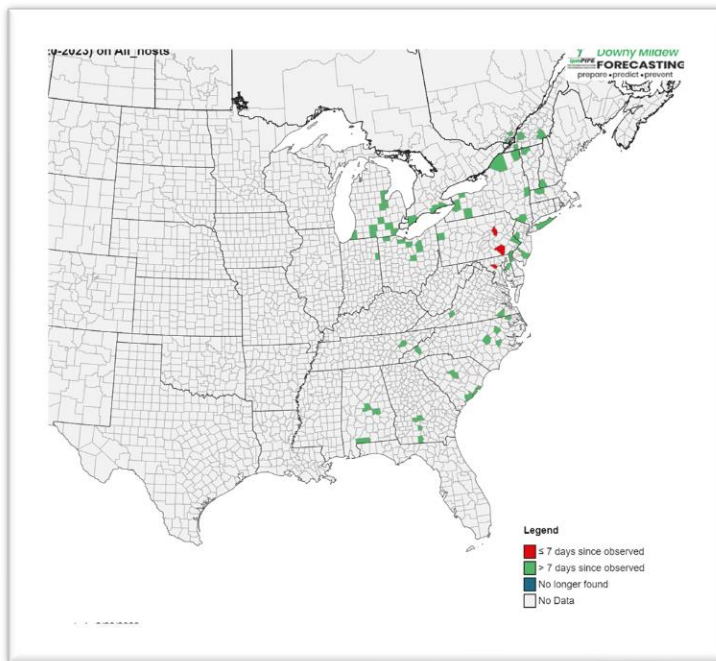 0-2023) on All_hosts
ipmPIPE
Downy Mildew
FORECASTING
prepare • predict • prevent
Legend
≤ 7 days since observed
> 7 days since observed
No longer found
No Data